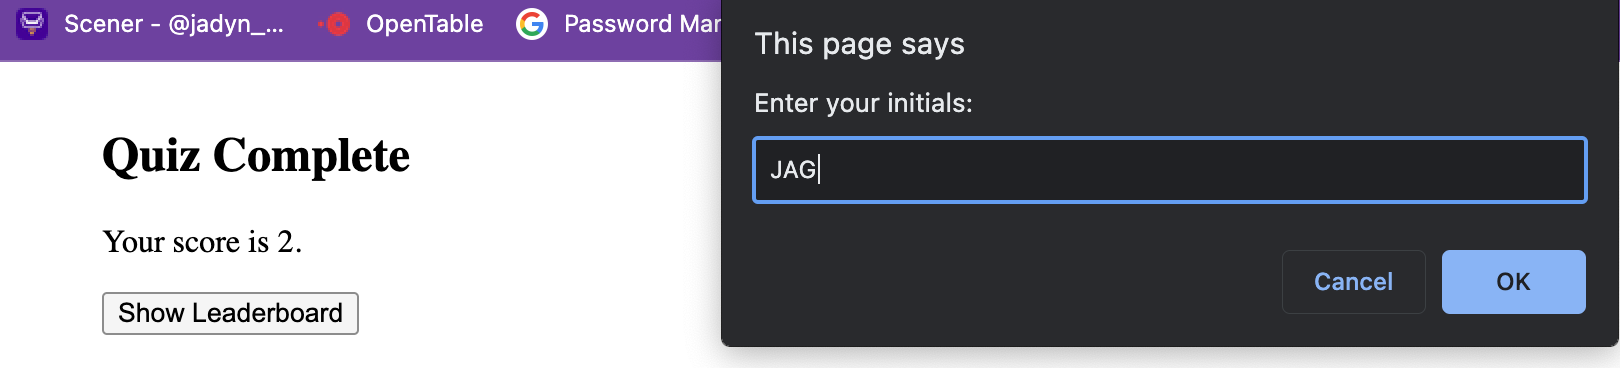 Scener - @jadyn_...
OpenTable
Password Mar
This page says
Enter your initials:
JAG
Cancel
OK
Quiz Complete
Your score is 2.
Show Leaderboard